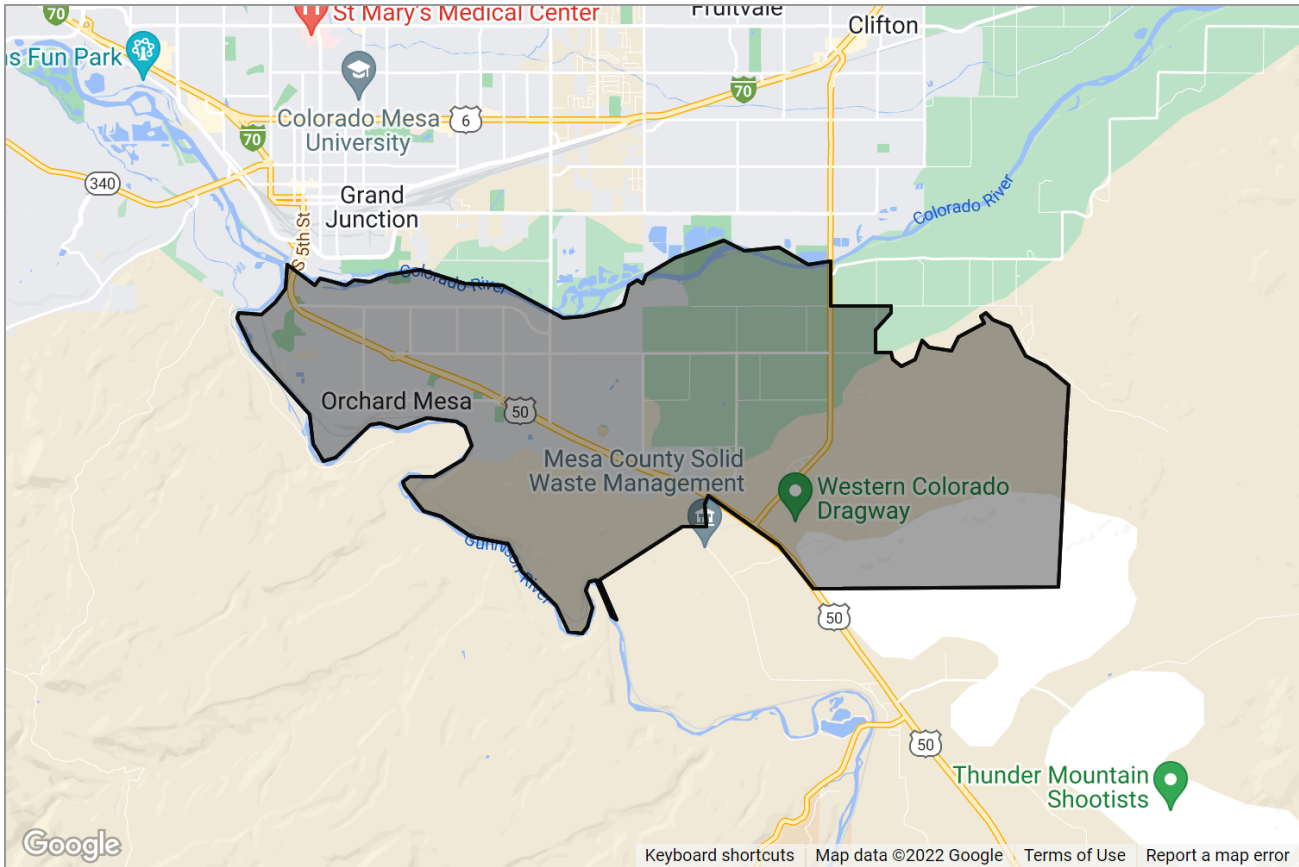 70
St Mary's Medical Center
Fruitvale
Clifton
s Fun Park
70
Colorado Mesa
University
6
70
340
Grand
Junction
S 5th St
Colorado River
Colorado River
Orchard Mesa
50
Mesa County Solid
Waste Management
Western Colorado
Dragway
Gunnison River
50
50
Thunder Mountain
Shootists
Google
Keyboard shortcuts
Map data ©2022 Google
Terms of Use
Report a map error